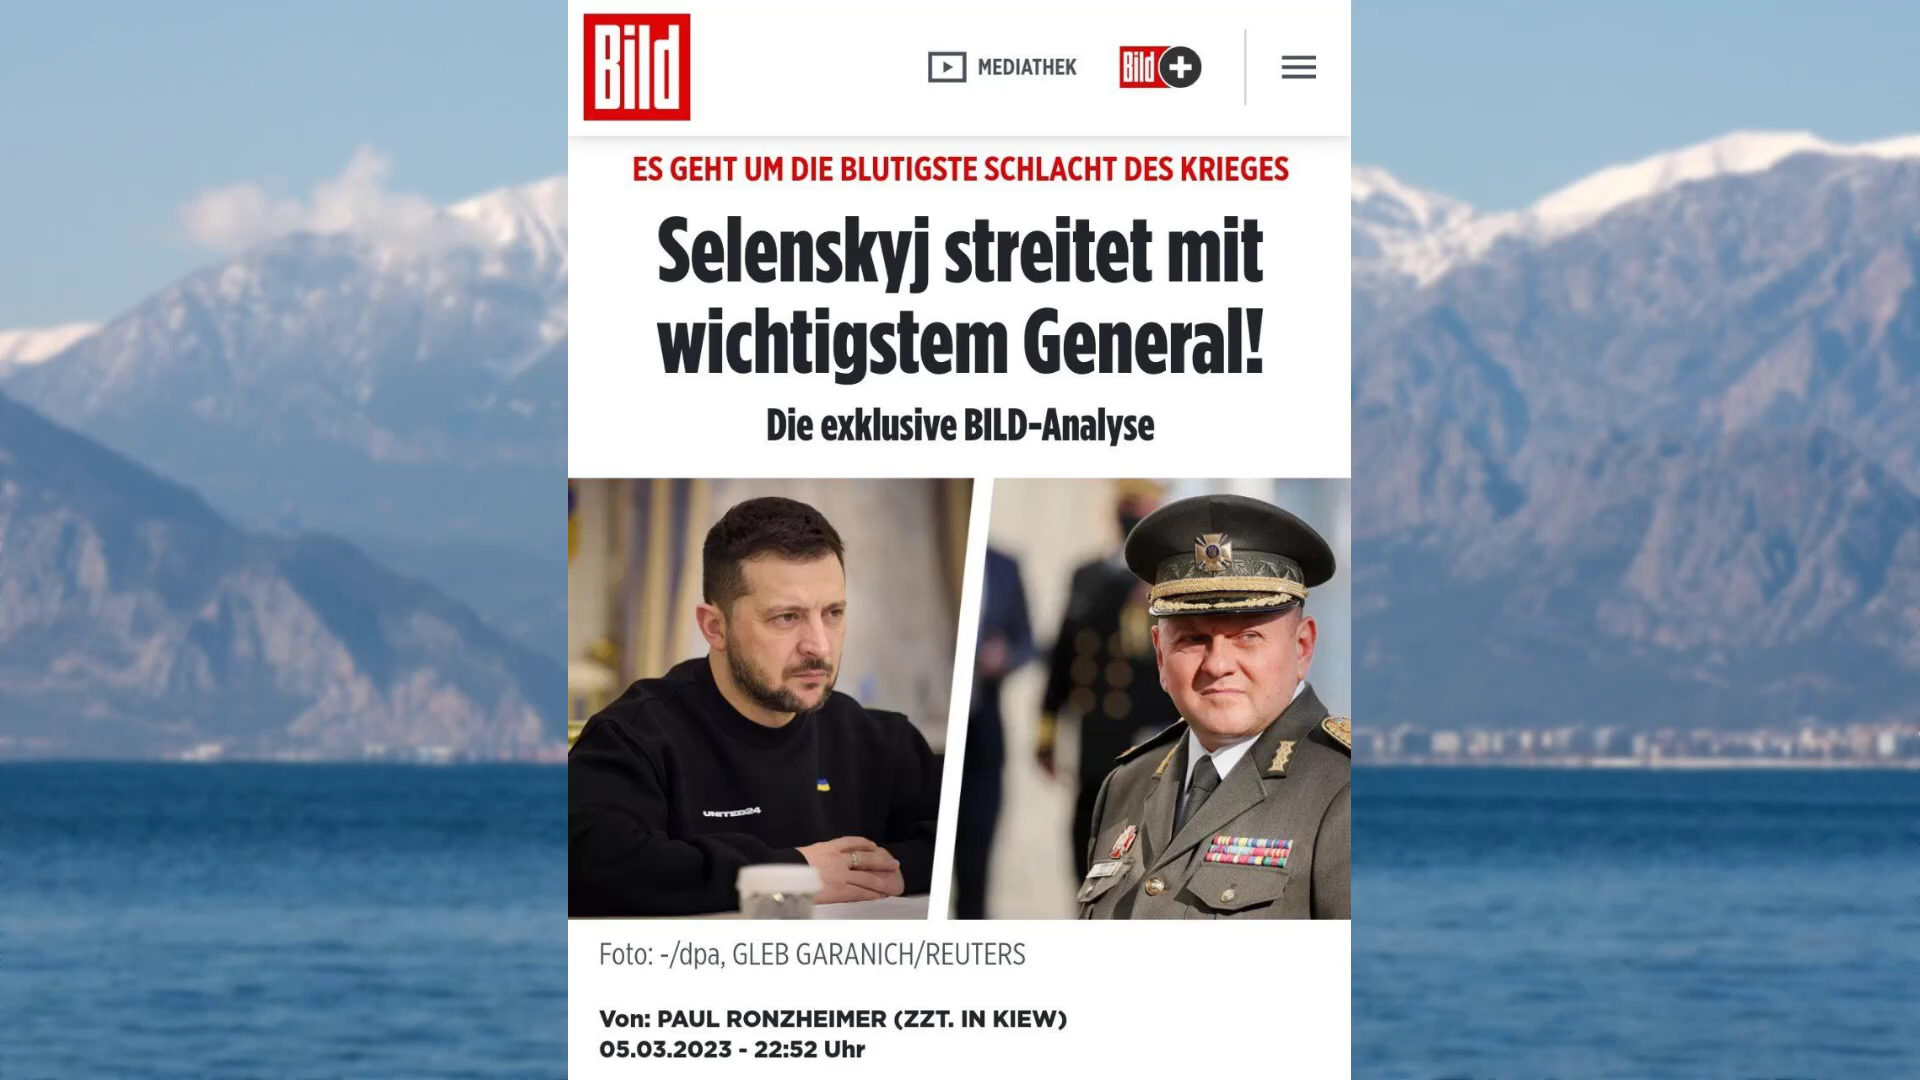 Bild
MEDIATHEK
Bild+
ES GEHT UM DIE BLUTIGSTE SCHLACHT DES KRIEGES
Selenskyj streitet mit
wichtigstem General!
Die exklusive BILD-Analyse
UNITED24
Foto: -/dpa, GLEB GARANICH/REUTERS
Von: PAUL RONZHEIMER (ZZT. IN KIEW)
05.03.2023 - 22:52 Uhr